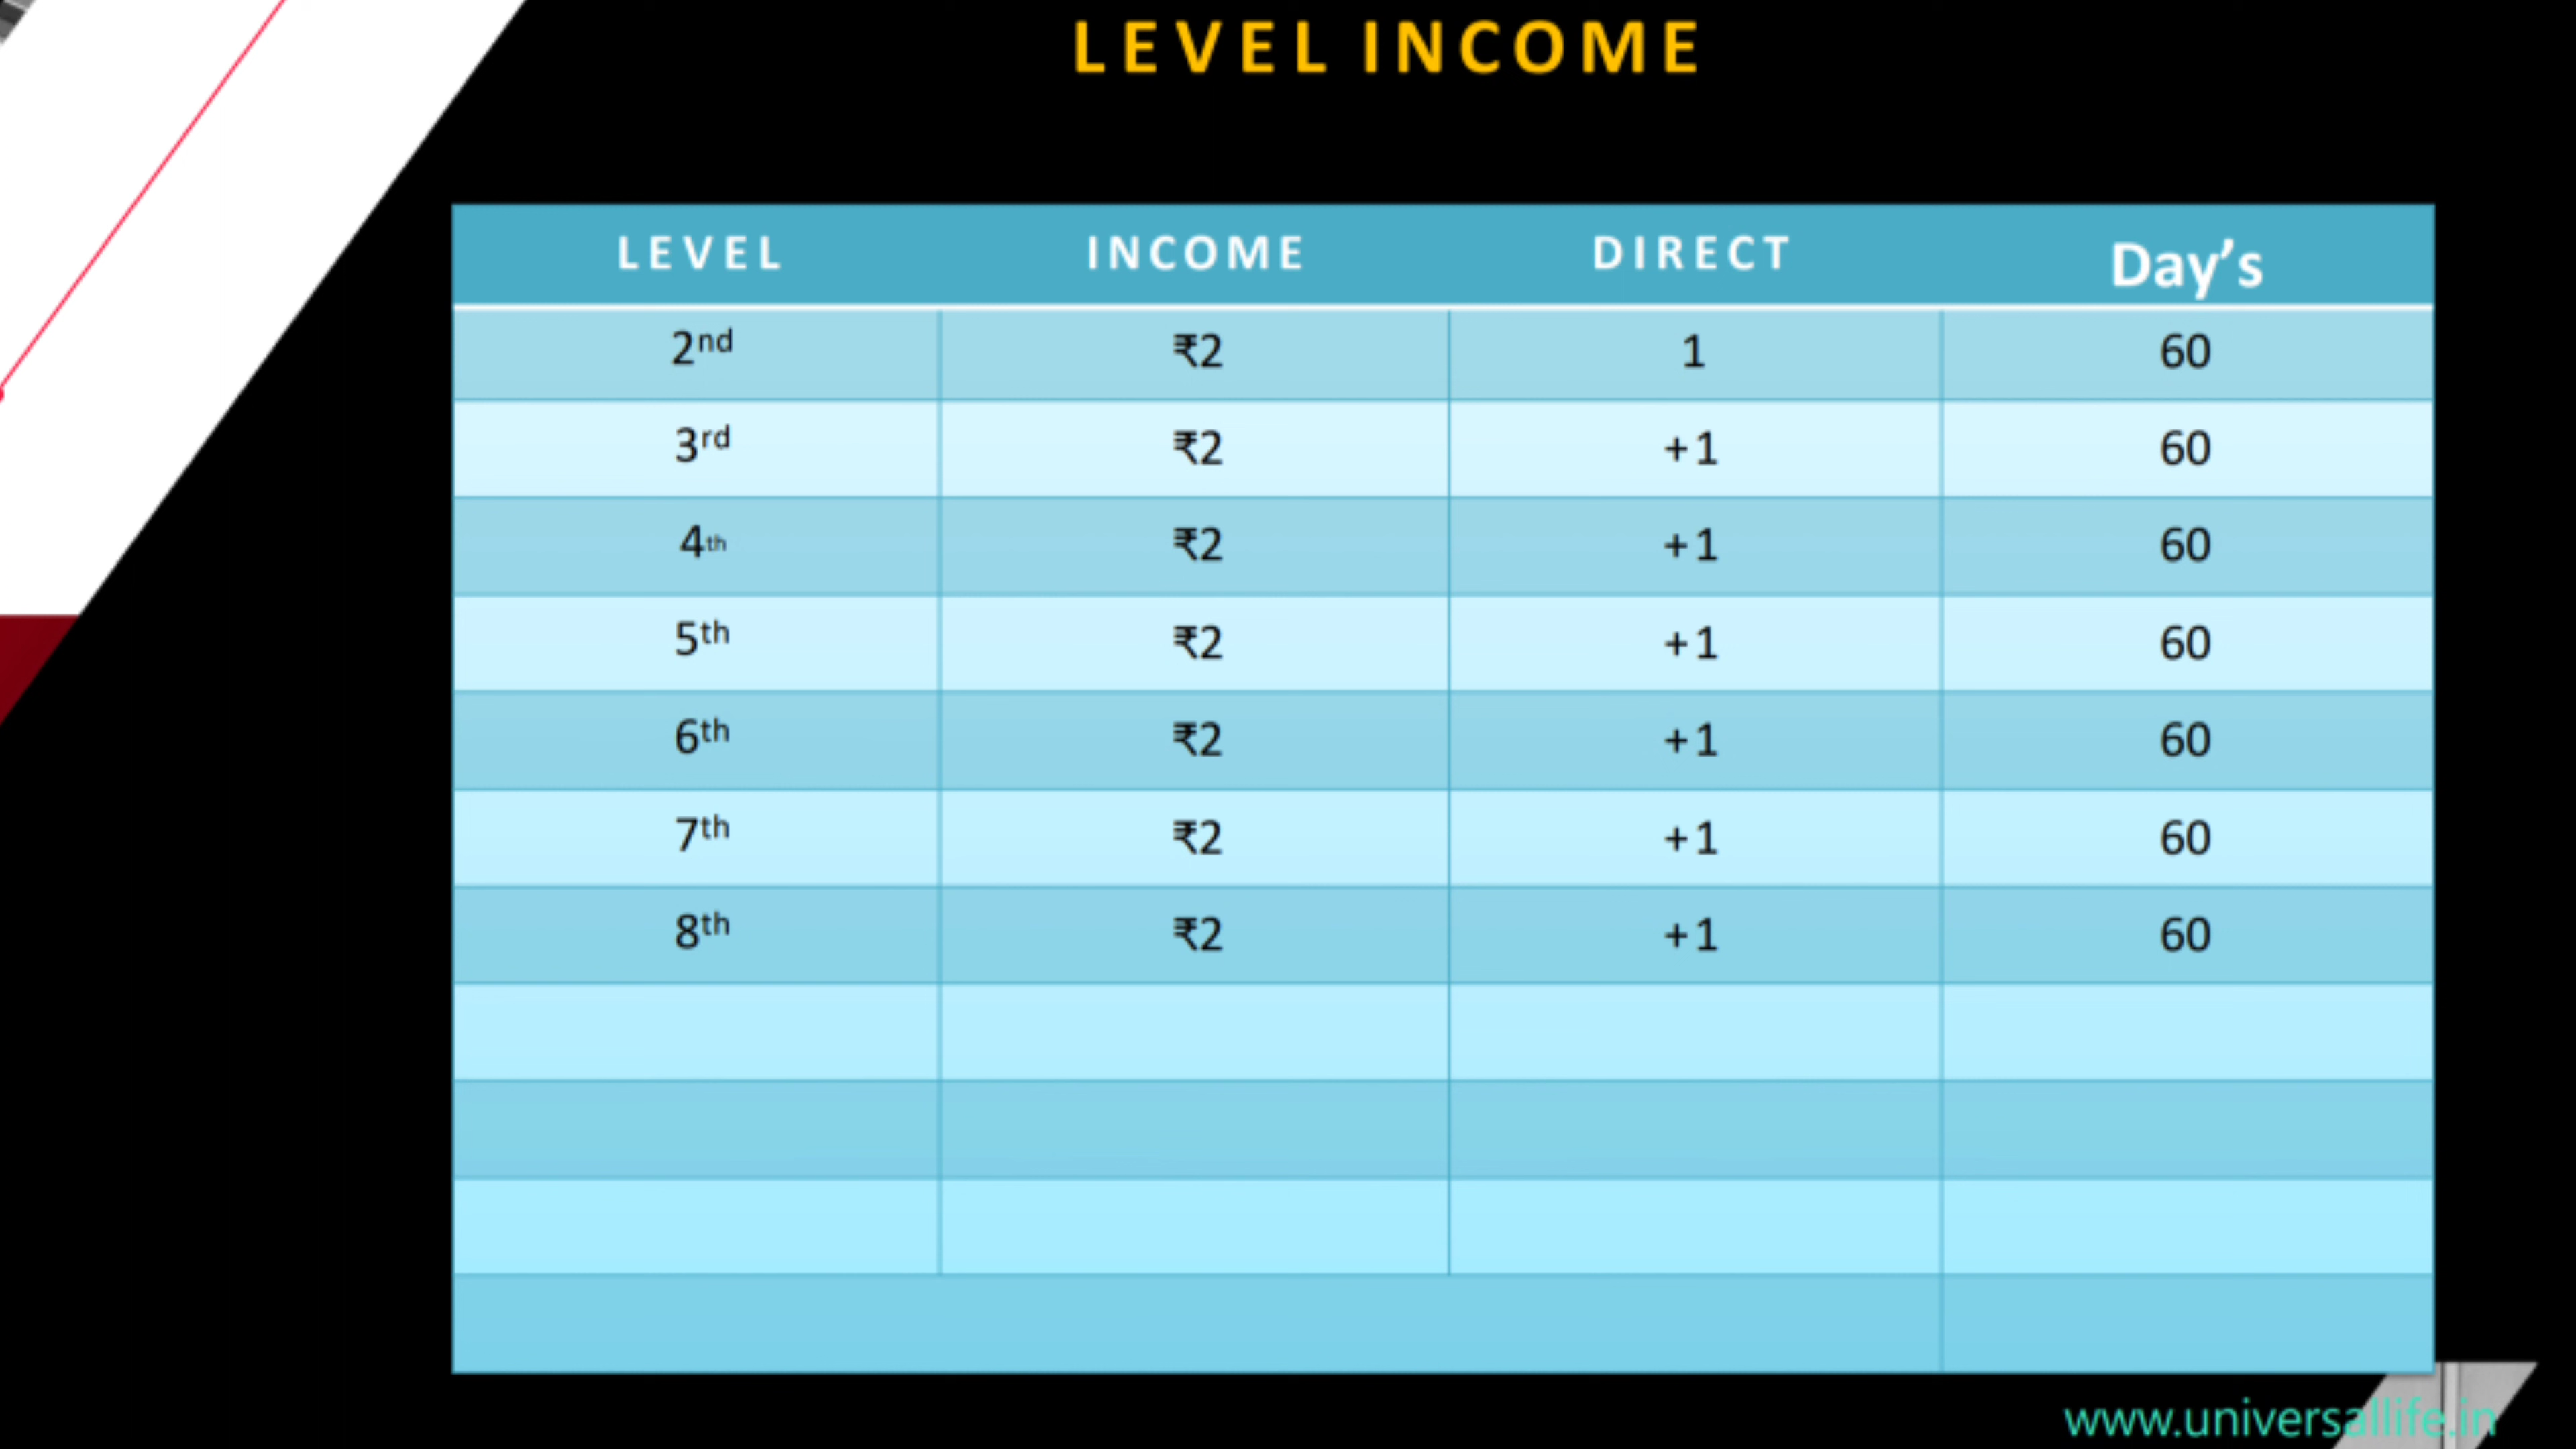 LEVEL INCOME
LEVEL INCOME DIRECT Day’s
2nd ₹2 1 60
3rd ₹2 +1 60
4th ₹2 +1 60
5th ₹2 +1 60
6th ₹2 +1 60
7th ₹2 +1 60
8th ₹2 +1 60
www.universallife.in